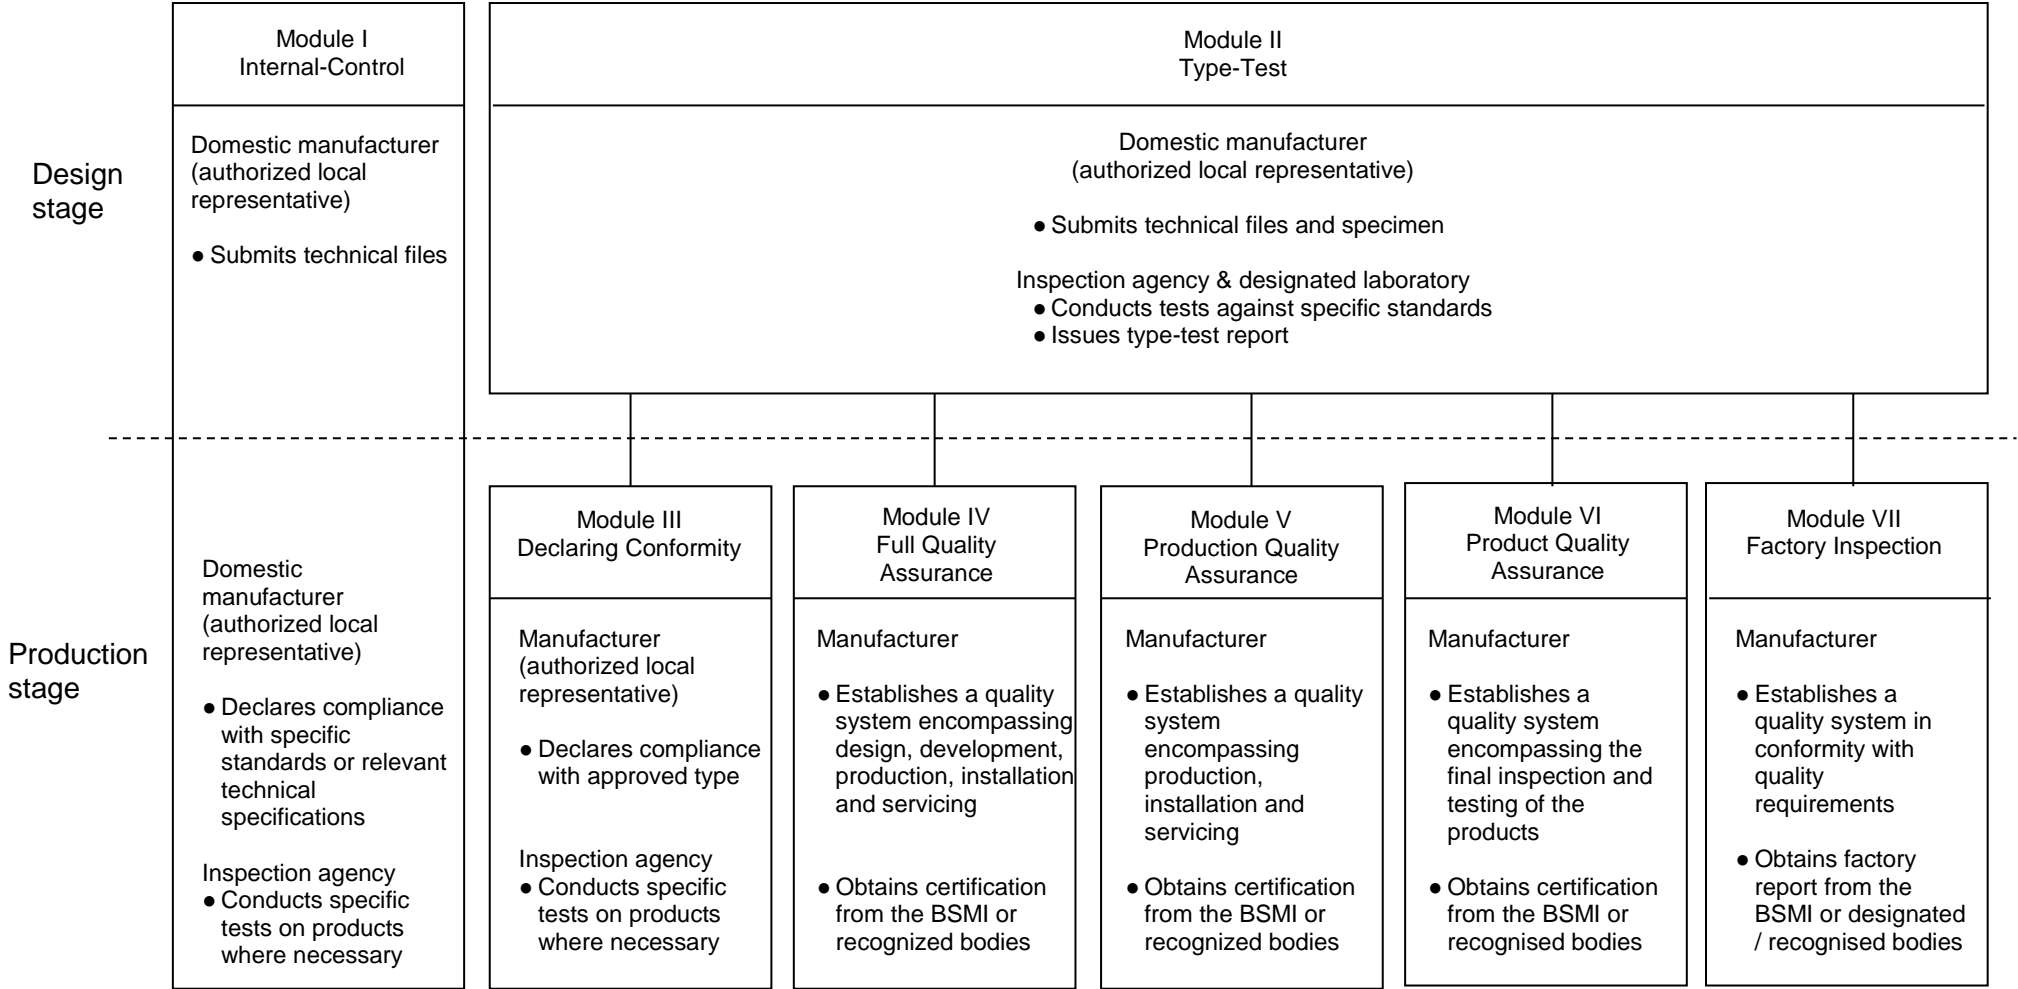 Module I
Internal-Control
Module II
Type-Test
Design
stage
Domestic manufacturer
(authorized local
representative)
● Submits technical files
Domestic manufacturer
(authorized local representative)
● Submits technical files and specimen
Inspection agency & designated laboratory
● Conducts tests against specific standards
● Issues type-test report
Production
stage
Domestic
manufacturer
(authorized local
representative)
● Declares compliance
with specific
standards or relevant
technical
specifications
Inspection agency
● Conducts specific
tests on products
where necessary
Module III
Declaring Conformity
Manufacturer
(authorized local
representative)
● Declares compliance
with approved type
Inspection agency
● Conducts specific
tests on products
where necessary
Module IV
Full Quality
Assurance
Manufacturer
● Establishes a quality
system encompassing
design, development,
production, installation
and servicing
● Obtains certification
from the BSMI or
recognized bodies
Module V
Production Quality
Assurance
Manufacturer
● Establishes a quality
system
encompassing
production,
installation and
servicing
● Obtains certification
from the BSMI or
recognized bodies
Module VI
Product Quality
Assurance
Manufacturer
● Establishes a
quality system
encompassing the
final inspection and
testing of the
products
● Obtains certification
from the BSMI or
recognised bodies
Module VII
Factory Inspection
Manufacturer
● Establishes a
quality system in
conformity with
quality
requirements
● Obtains factory
report from the
BSMI or designated
/ recognised bodies